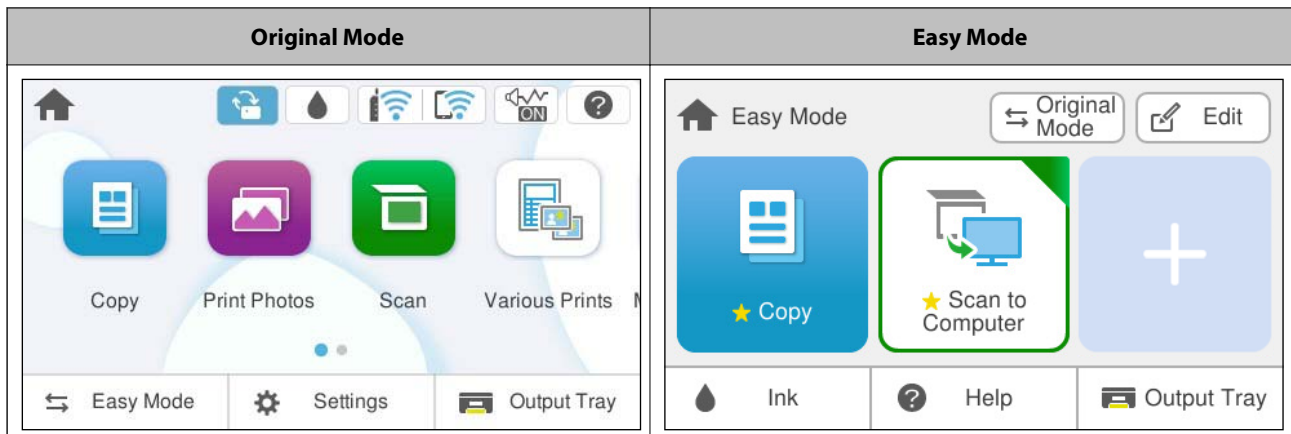 Original Mode
Easy Mode
ON
?
Copy
Print Photos
Scan
Various Prints
Easy Mode
Settings
Output Tray
Easy Mode
Original
Mode
Edit
Copy
Scan to
Computer
Ink
?
Help
Output Tray